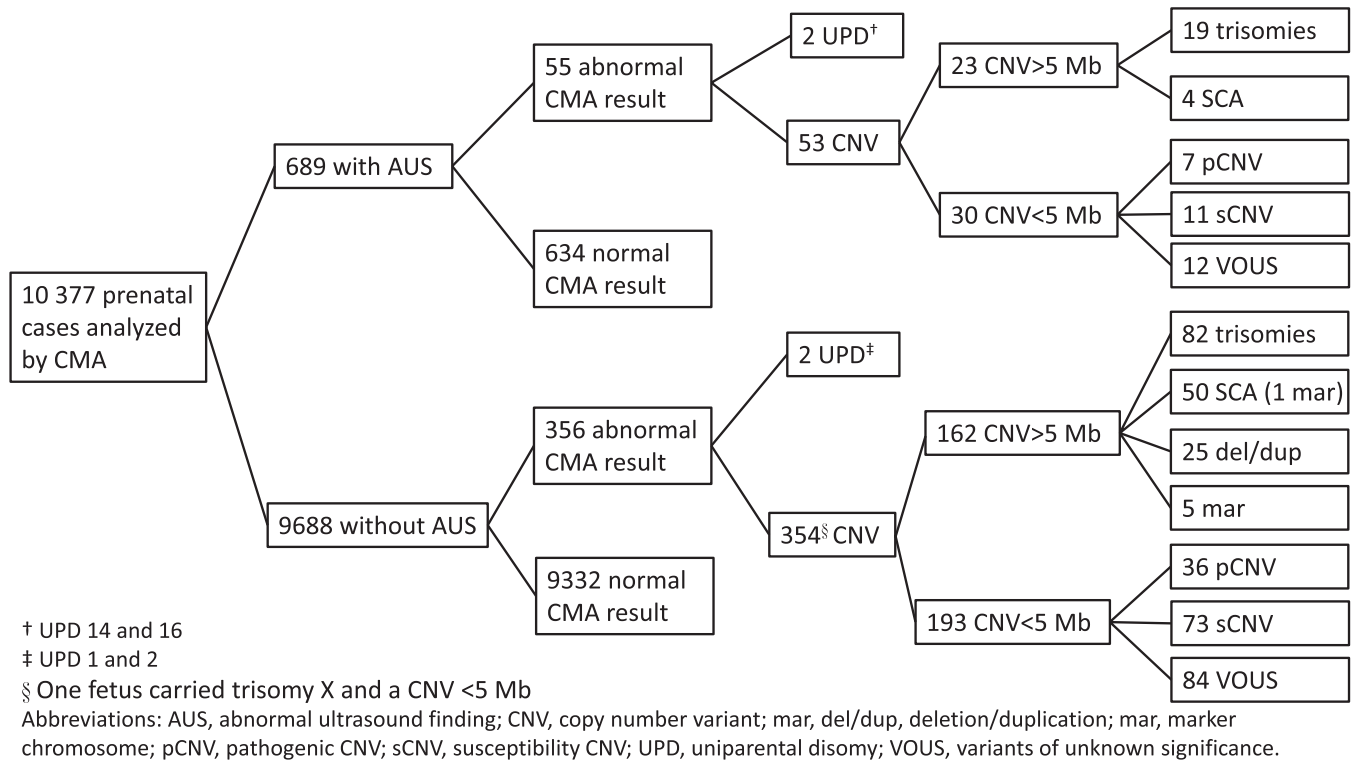 10 377 prenatal
cases analyzed
by CMA
689 with AUS
55 abnormal
CMA result
2 UPD†
53 CNV
23 CNV>5 Mb
19 trisomies
4 SCA
30 CNV<5 Mb
7 pCNV
11 sCNV
12 VOUS
634 normal
CMA result
9688 without AUS
356 abnormal
CMA result
2 UPD‡
354§ CNV
162 CNV>5 Mb
82 trisomies
50 SCA (1 mar)
25 del/dup
5 mar
193 CNV<5 Mb
36 pCNV
73 sCNV
84 VOUS
9332 normal
CMA result
† UPD 14 and 16
‡ UPD 1 and 2
§ One fetus carried trisomy X and a CNV <5 Mb
Abbreviations: AUS, abnormal ultrasound finding; CNV, copy number variant; mar, del/dup, deletion/duplication; mar, marker
chromosome; pCNV, pathogenic CNV; sCNV, susceptibility CNV; UPD, uniparental disomy; VOUS, variants of unknown significance.